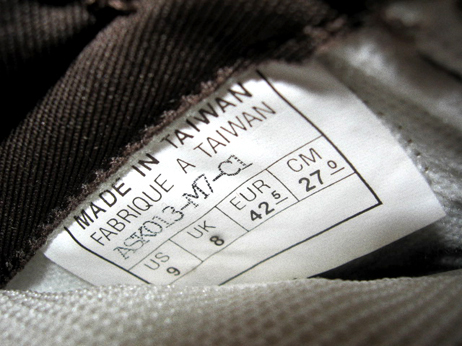 MADE IN TAIWAN
FABRIQUE A TAIWAN
ASK013-M7-C1
US UK EUR CM
9 8 42 5 27 0